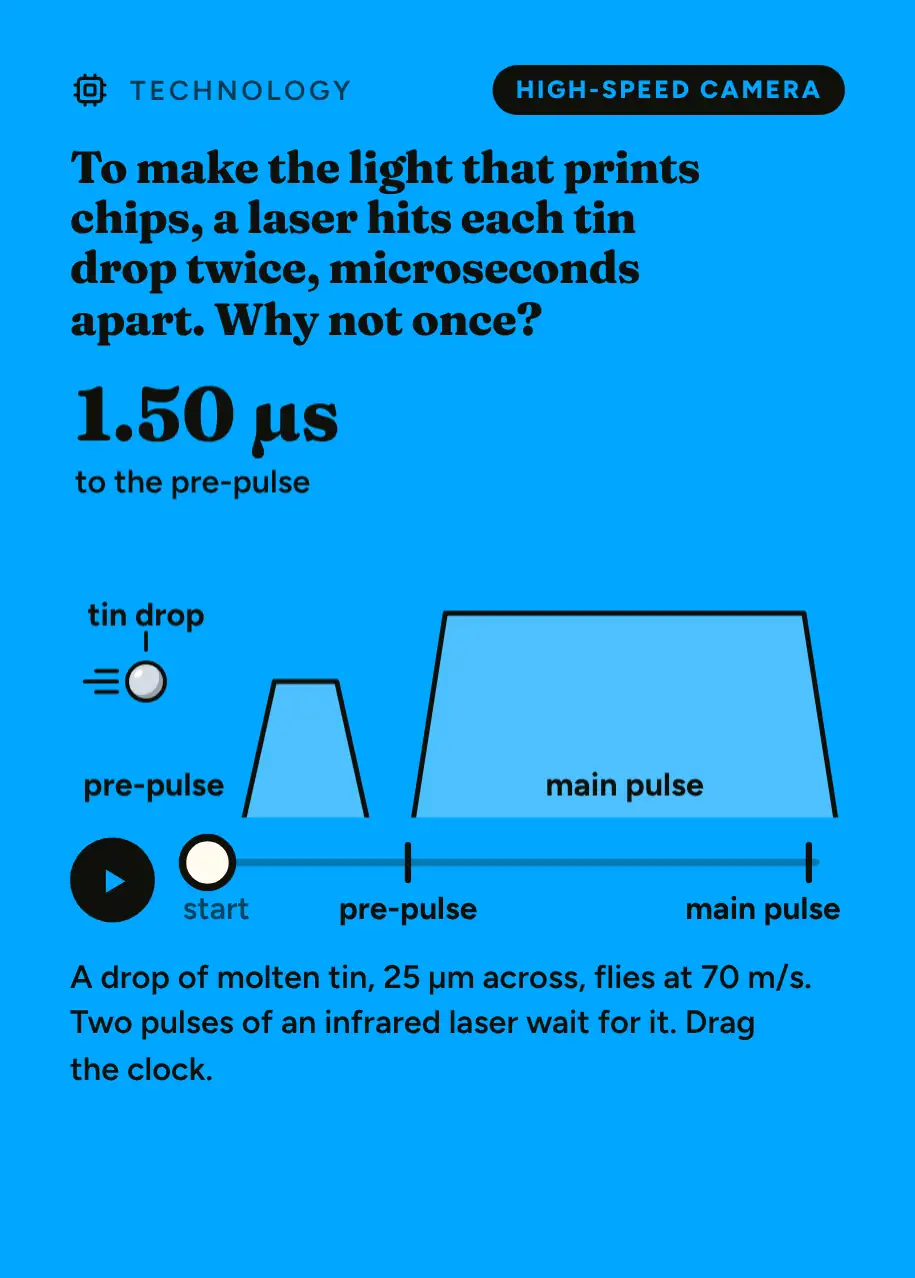 TECHNOLOGY
HIGH-SPEED CAMERA
To make the light that prints
chips, a laser hits each tin
drop twice, microseconds
apart. Why not once?
1.50 µs
to the pre-pulse
tin drop
pre-pulse
main pulse
start
pre-pulse
main pulse
A drop of molten tin, 25 µm across, flies at 70 m/s.
Two pulses of an infrared laser wait for it. Drag
the clock.